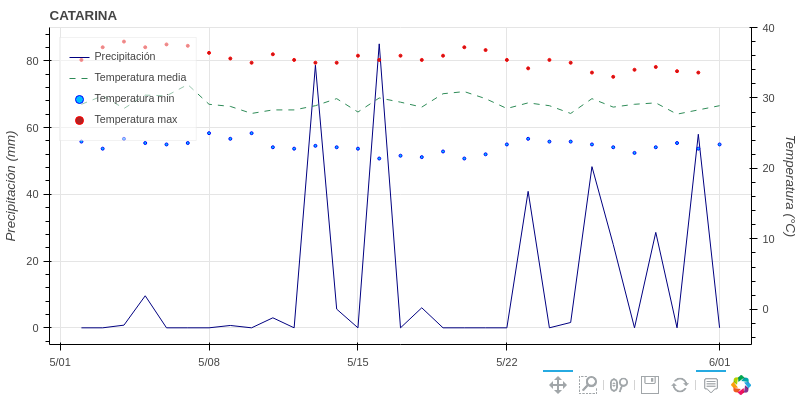 CATARINA
Precipitación
Temperatura media
Temperatura min
Temperatura max
Precipitación (mm)
80
60
40
20
0
40
30
20
10
0
Temperatura (°C)
5/01
5/08
5/15
5/22
6/01